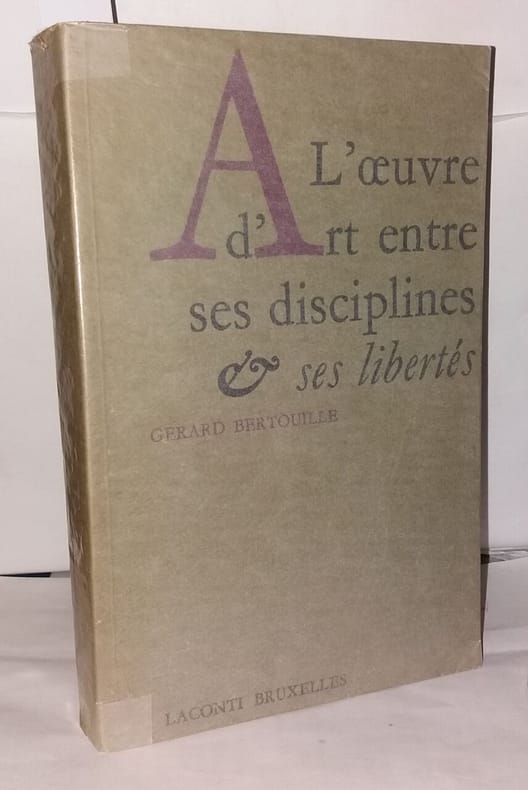 L'œuvre
d'Art entre
ses disciplines
& ses libertés
GERARD BERTOUILLE
LACONTI BRUXELLES